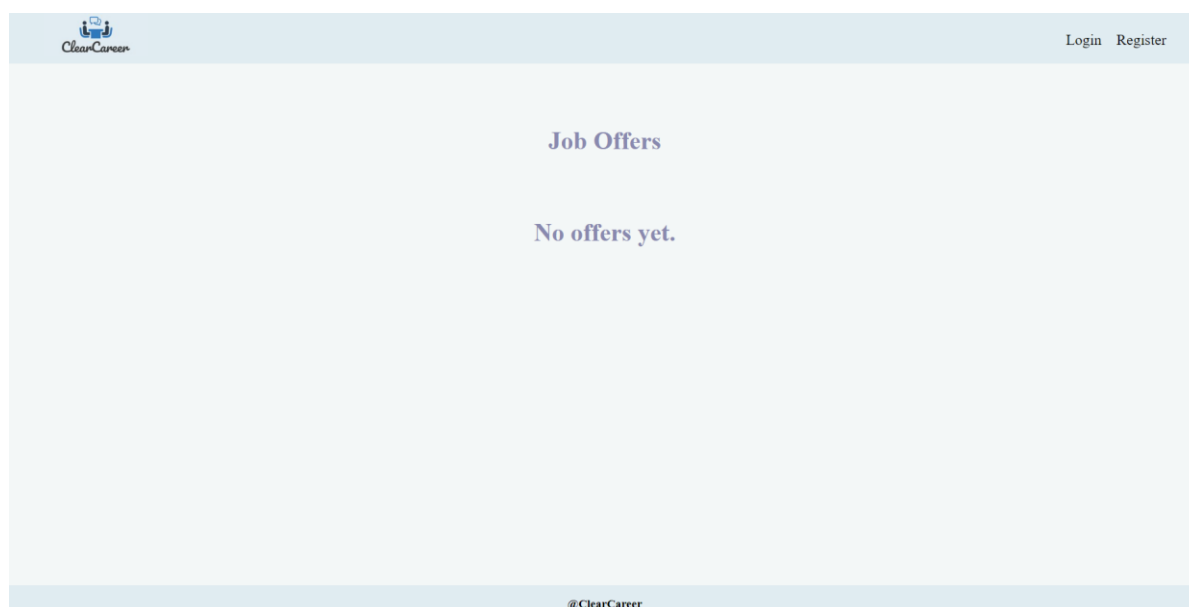 ClearCareer
Login Register
Job Offers
No offers yet.
@ClearCareer